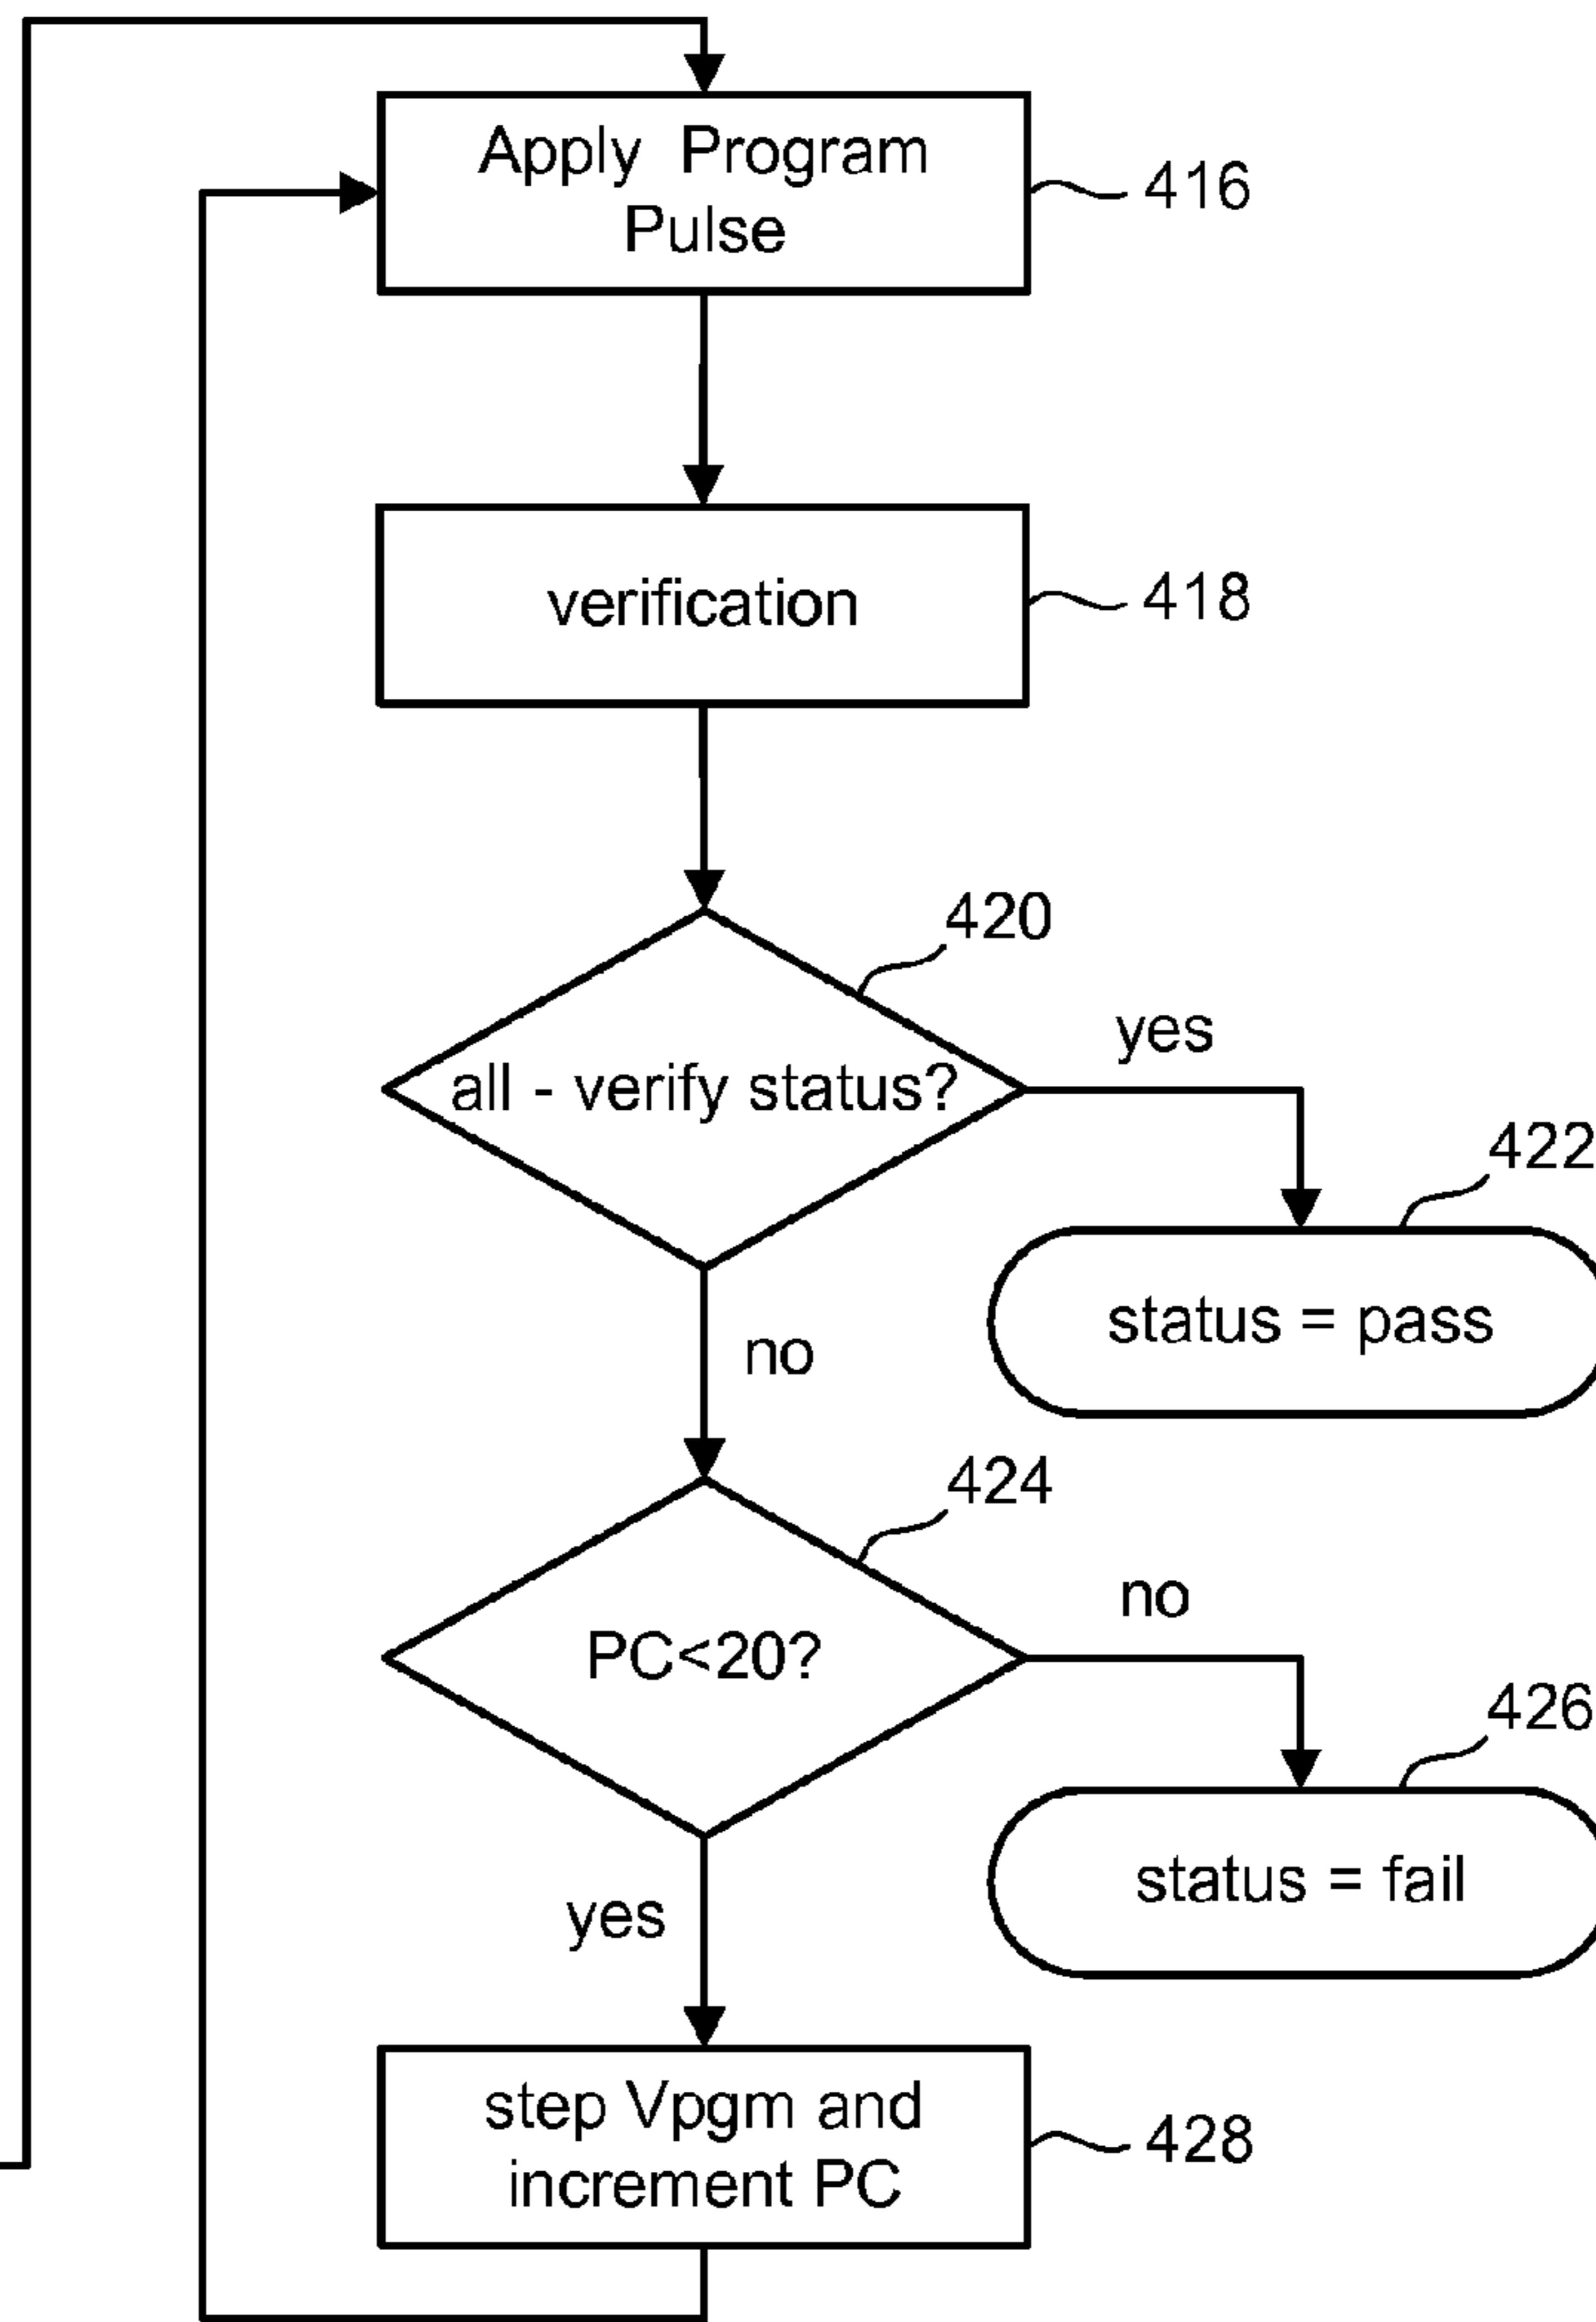 Apply Program
Pulse
416
verification
418
420
all - verify status?
yes
422
status = pass
no
424
PC<20?
no
426
status = fail
yes
step Vpgm and
increment PC
428